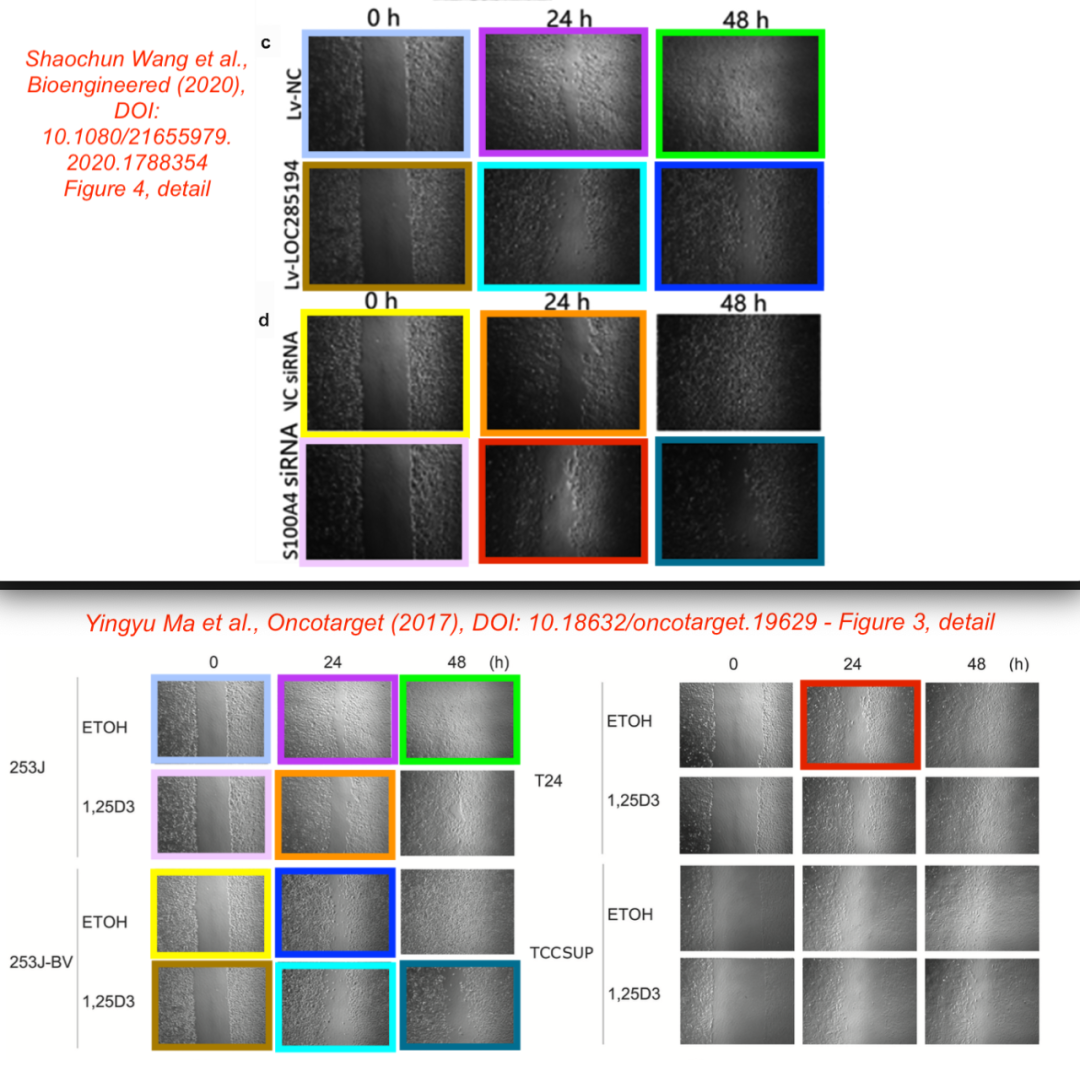 0 h 24 h 48 h
c
Shaochun Wang et al.,
Bioengineered (2020),
DOI:
10.1080/21655979.
2020.1788354
Figure 4, detail
Lv-NC
Lv-LOC285194
0 h 24 h 48 h
d
NC siRNA
S100A4 siRNA
Yingyu Ma et al., Oncotarget (2017), DOI: 10.18632/oncotarget.19629 - Figure 3, detail
0 24 48 (h)
253J
ETOH
1,25D3
253J-BV
ETOH
1,25D3
0 24 48 (h)
T24
ETOH
1,25D3
TCCSUP
ETOH
1,25D3